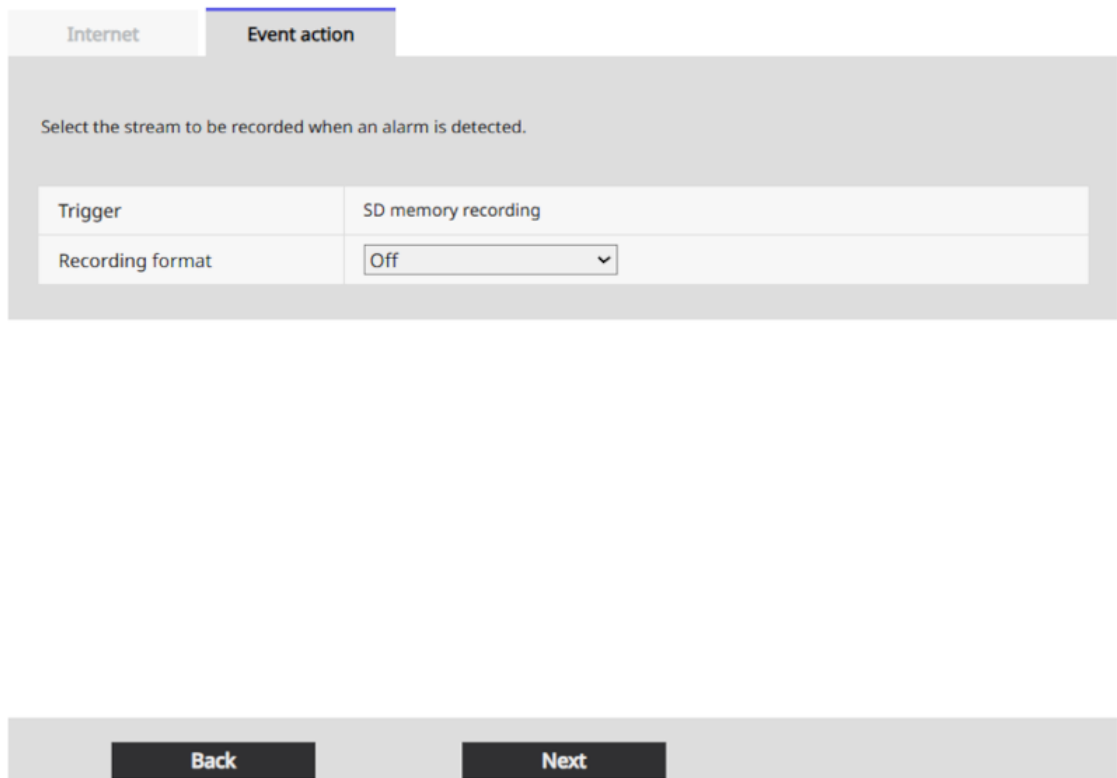 Internet
Event action
Select the stream to be recorded when an alarm is detected.
Trigger
SD memory recording
Recording format
Off
Back
Next